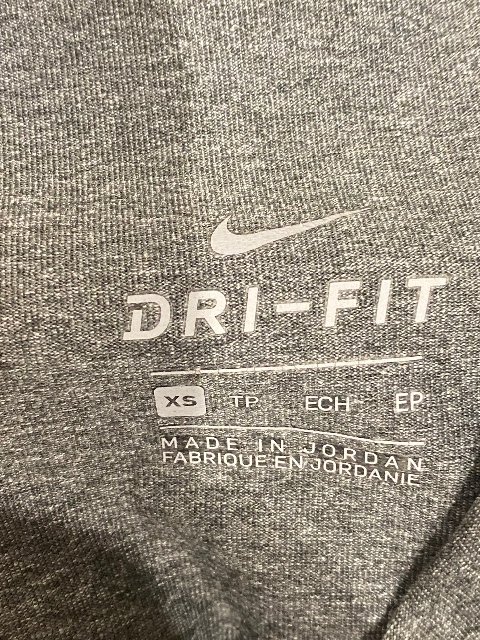 DRI-FIT
XS TP ECH EP
MADE IN JORDAN
FABRIQUE EN JORDANIE